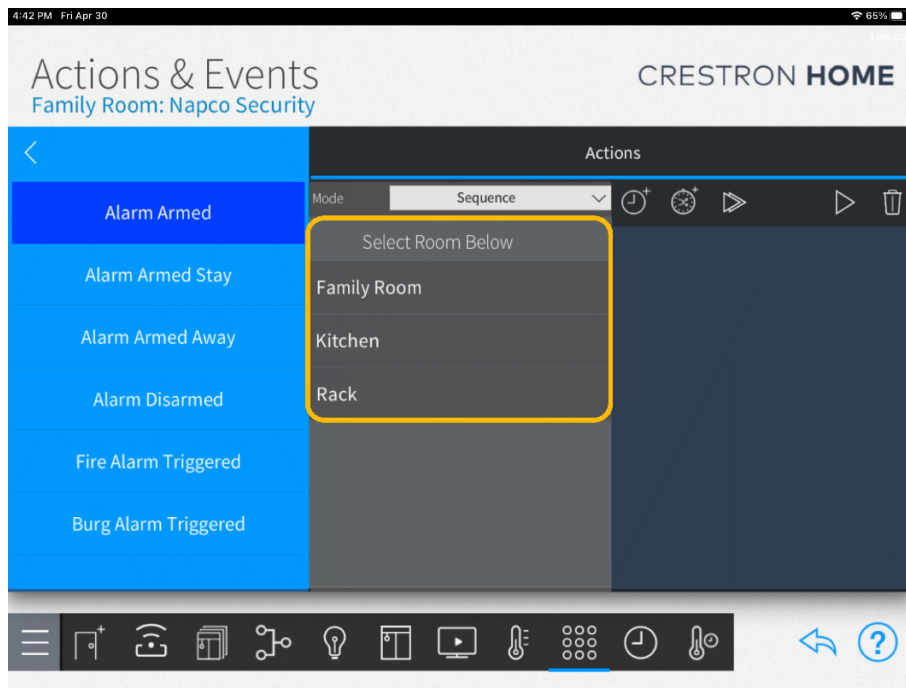 4:42 PM Fri Apr 30
65%
Actions & Events
CRESTRON HOME
Family Room: Napco Security
Actions
Alarm Armed
Alarm Armed Stay
Alarm Armed Away
Alarm Disarmed
Fire Alarm Triggered
Burg Alarm Triggered
Mode
Sequence
Select Room Below
Family Room
Kitchen
Rack
?